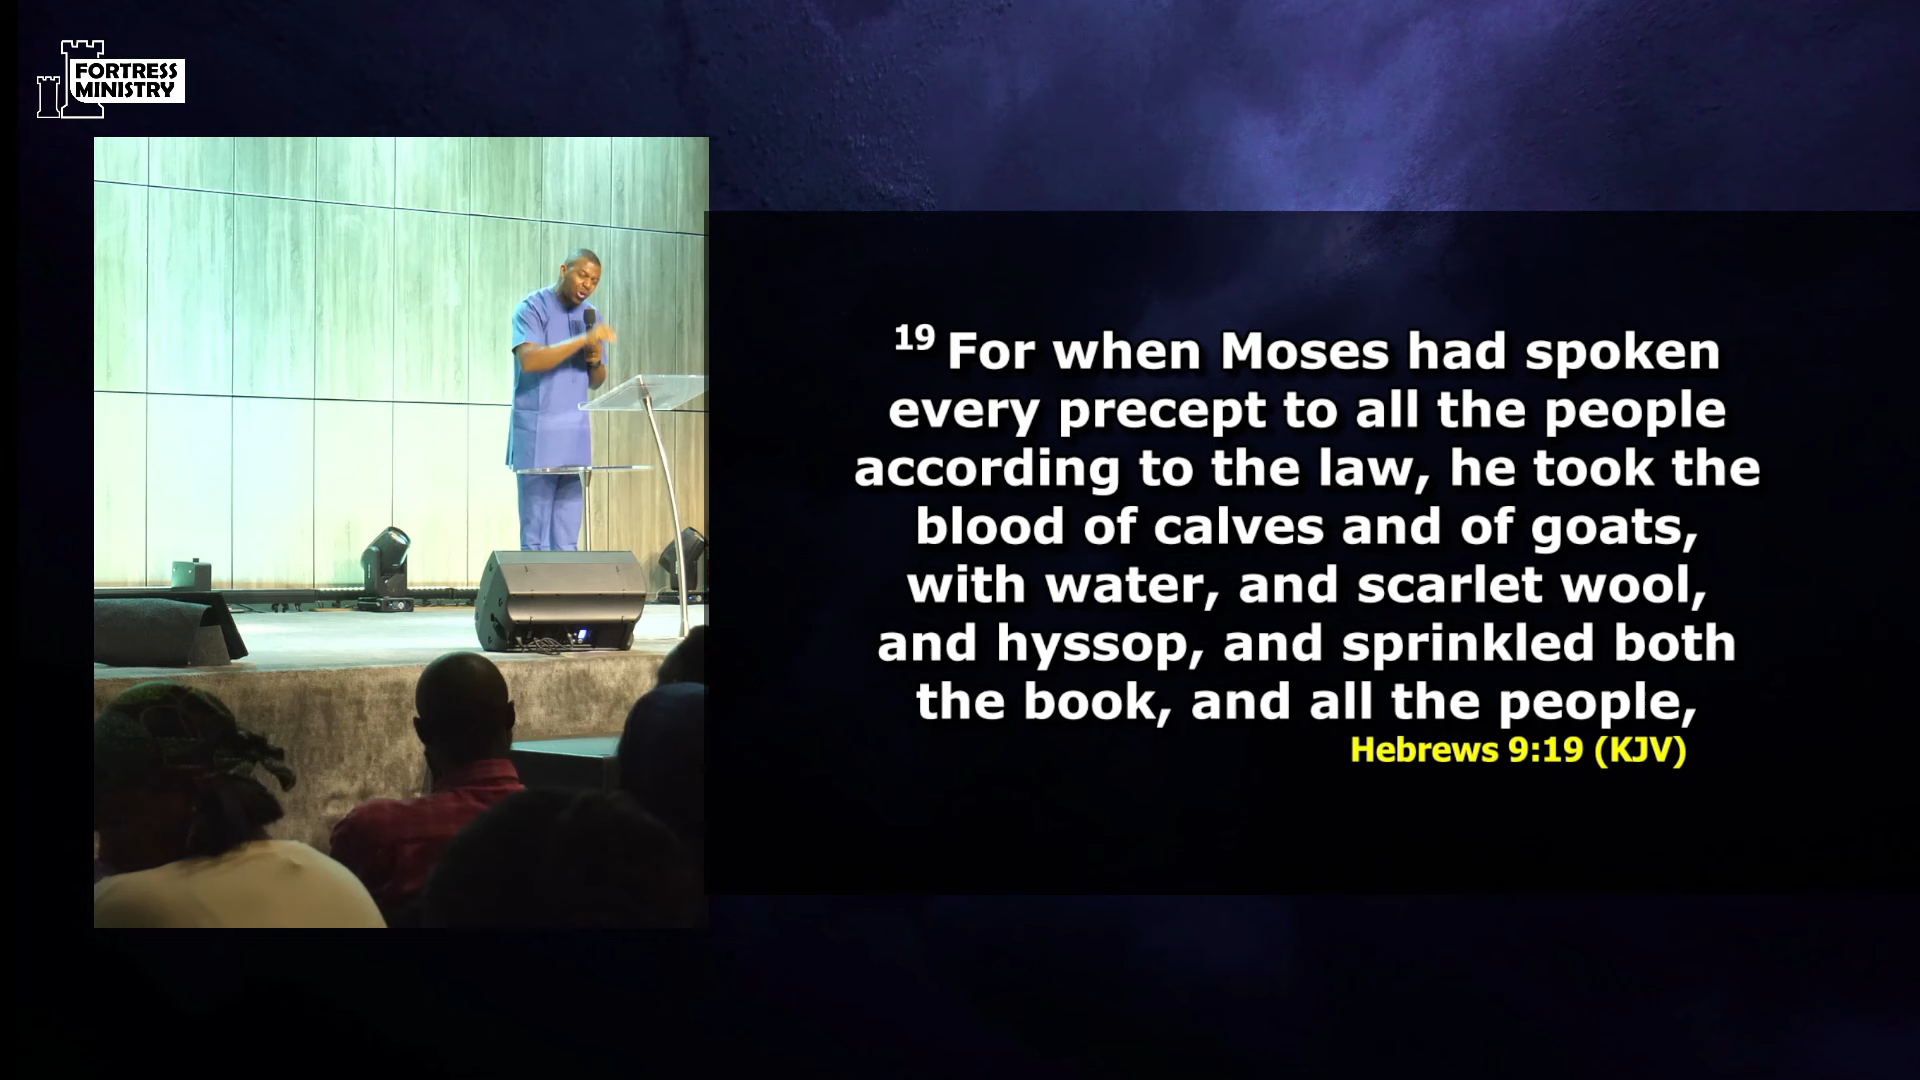 FORTRESS
MINISTRY
19 For when Moses had spoken
every precept to all the people
according to the law, he took the
blood of calves and of goats,
with water, and scarlet wool,
and hyssop, and sprinkled both
the book, and all the people,
Hebrews 9:19 (KJV)